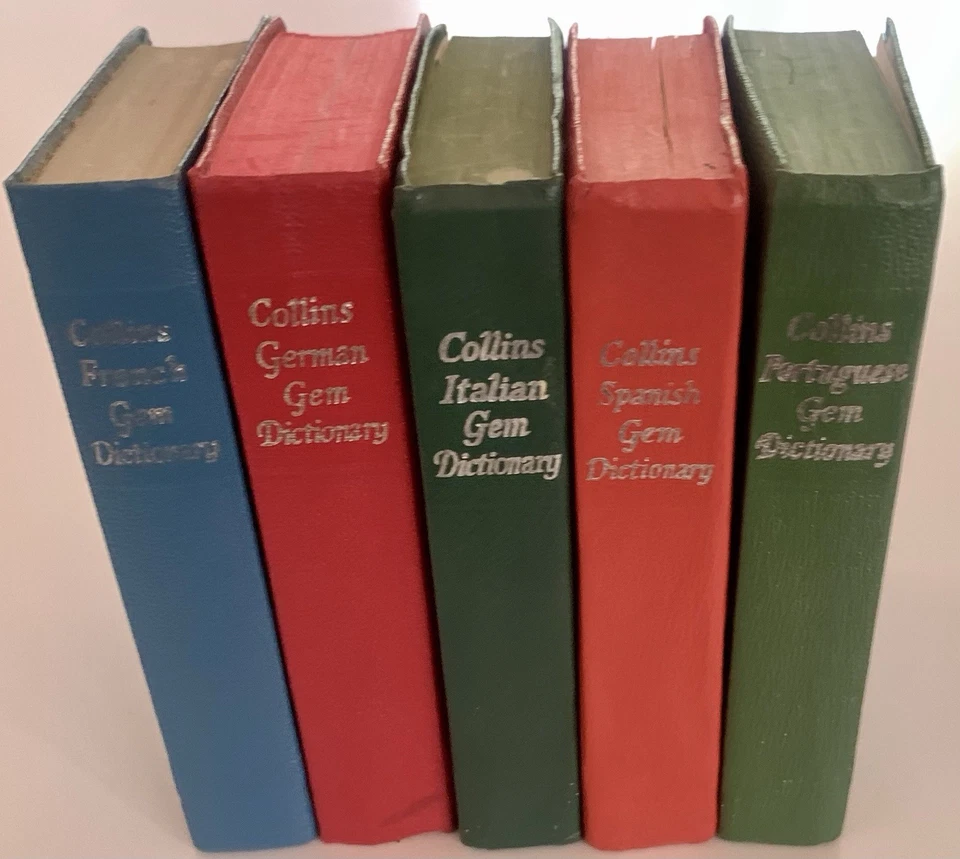 Collins
French
Gem
Dictionary
Collins
German
Gem
Dictionary
Collins
Italian
Gem
Dictionary
Collins
Spanish
Gem
Dictionary
Collins
Portuguese
Gem
Dictionary